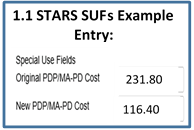 1.1 STARS SUFs Example
Entry:
Special Use Fields
Original PDP/MA-PD Cost 231.80
New PDP/MA-PD Cost 116.40